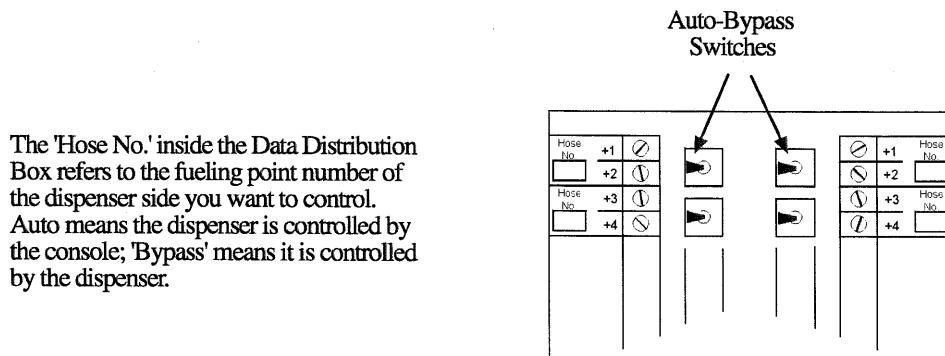 Auto-Bypass
Switches
The 'Hose No.' inside the Data Distribution
Box refers to the fueling point number of
the dispenser side you want to control.
Auto means the dispenser is controlled by
the console; 'Bypass' means it is controlled
by the dispenser.
Hose
No.
+1
+2
Hose
No.
+3
+4
+1
Hose
No.
+2
+3
Hose
No.
+4